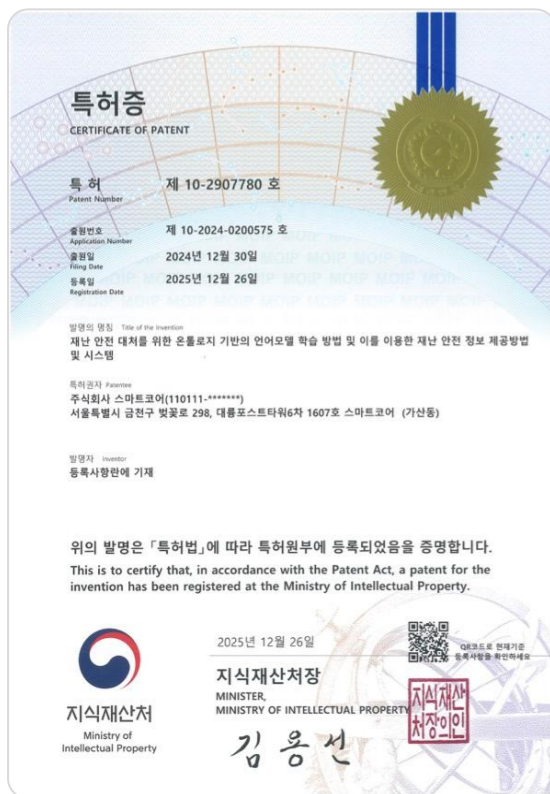 특허증
CERTIFICATE OF PATENT
특 허 제 10-2907780 호
Patent Number
출원번호 제 10-2024-0200575 호
Application Number
출원일 2024년 12월 30일
Filing Date
등록일 2025년 12월 26일
Registration Date
발명의 명칭 Title of the Invention
재난 안전 대처를 위한 온톨로지 기반의 언어모델 학습 방법 및 이를 이용한 재난 안전 정보 제공방법
및 시스템
특허권자 Patentee
주식회사 스마트코어(110111-*******)
서울특별시 금천구 벚꽃로 298, 대륭포스트타워6차 1607호 스마트코어 (가산동)
발명자 Inventor
등록사항란에 기재
위의 발명은 「특허법」에 따라 특허원부에 등록되었음을 증명합니다.
This is to certify that, in accordance with the Patent Act, a patent for the
invention has been registered at the Ministry of Intellectual Property.
2025년 12월 26일
QR코드로 현재기준
등록사항을 확인하세요
지식재산처장
MINISTER,
MINISTRY OF INTELLECTUAL PROPERTY
김용선
지식재산
처장의인
지식재산처
Ministry of
Intellectual Property